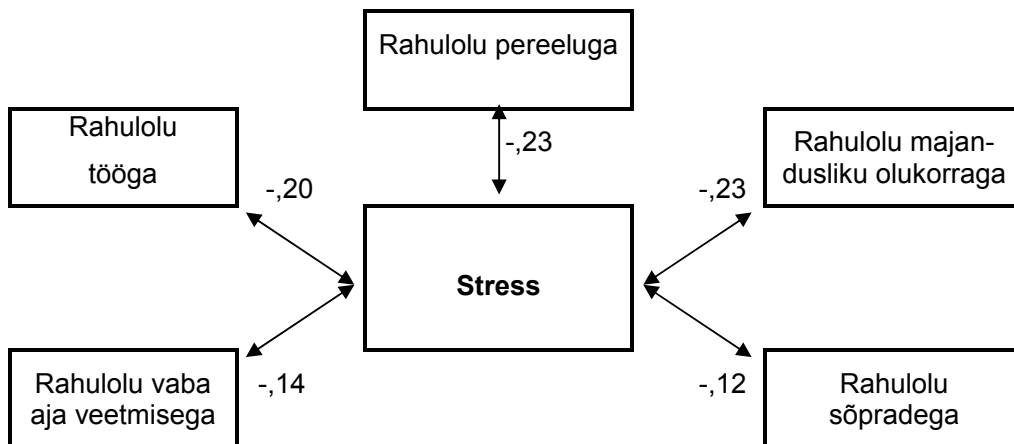 Rahulolu pereeluga
Rahulolu
tööga
-,20
-,23
Rahulolu majan-
dusliku olukorraga
-,23
Stress
Rahulolu vaba
aja veetmisega
-,14
-,12
Rahulolu
sõpradega